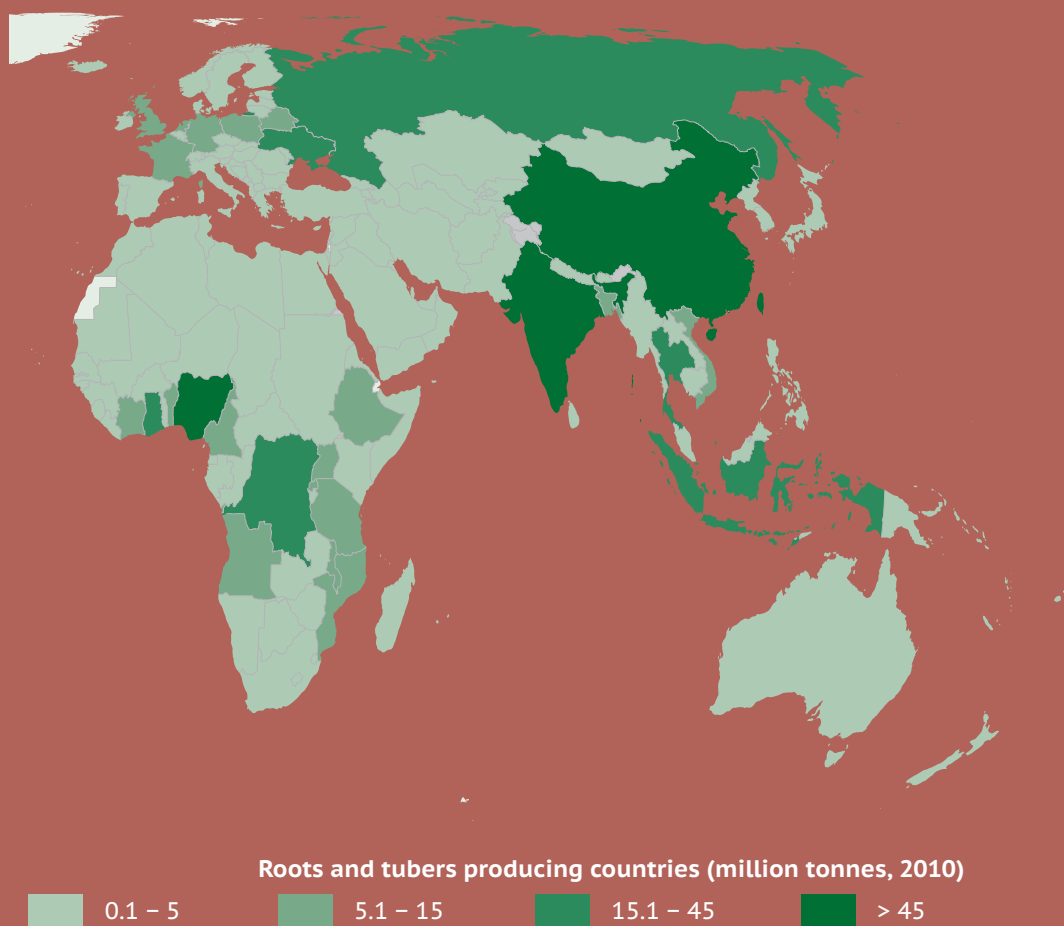 Roots and tubers producing countries (million tonnes, 2010)
0.1 – 5 5.1 – 15 15.1 – 45 > 45